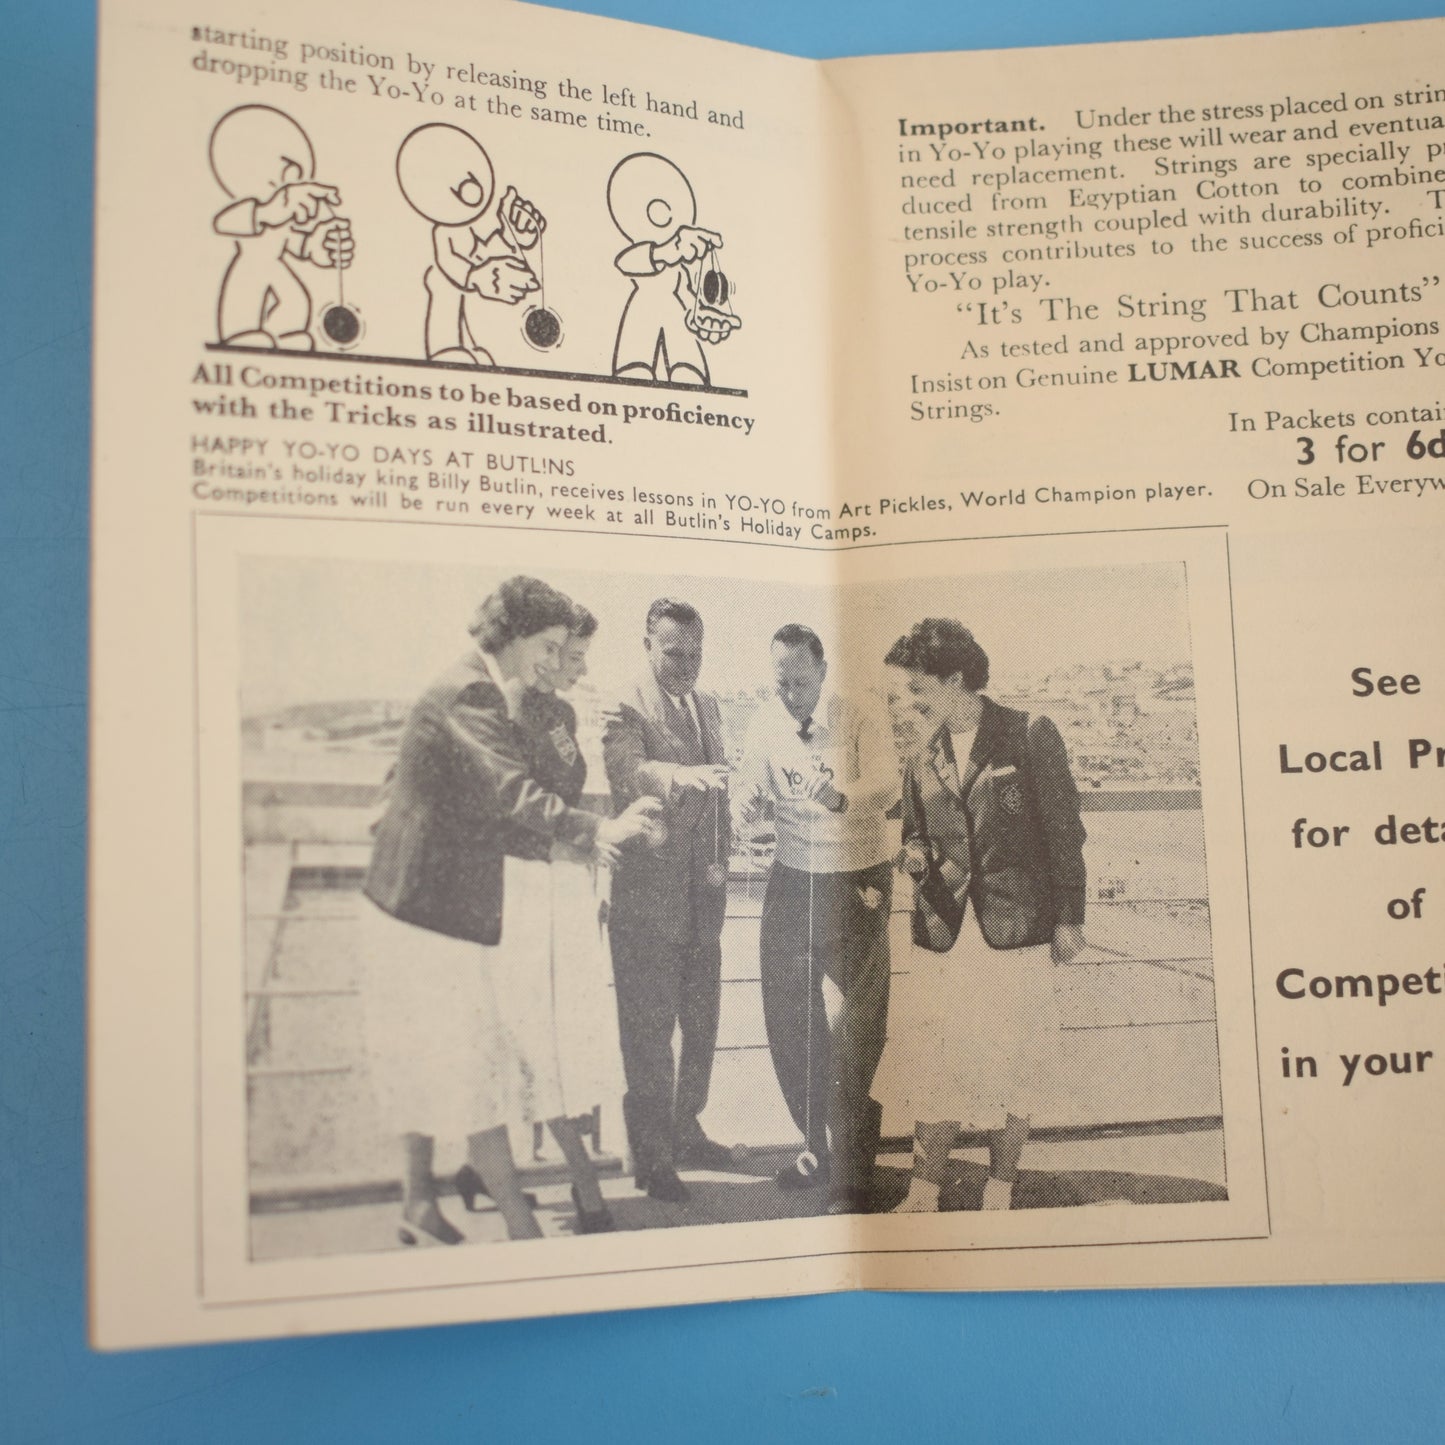 starting position by releasing the left hand and
dropping the Yo-Yo at the same time.
All Competitions to be based on proficiency
with the Tricks as illustrated.
HAPPY YO-YO DAYS AT BUTL!NS
Britain's holiday king Billy Butlin, receives lessons in YO-YO from Art Pickles, World Champion player.
Competitions will be run every week at all Butlin's Holiday Camps.
Important. Under the stress placed on strin
in Yo-Yo playing these will wear and eventua
need replacement. Strings are specially pr
duced from Egyptian Cotton to combine
tensile strength coupled with durability. T
process contributes to the success of profici
Yo-Yo play.
“It's The String That Counts”
As tested and approved by Champions
Insist on Genuine LUMAR Competition Yo
Strings.
In Packets contai
3 for 6d
On Sale Everyw
See
Local Pr
for deta
of
Competi
in your
Yo